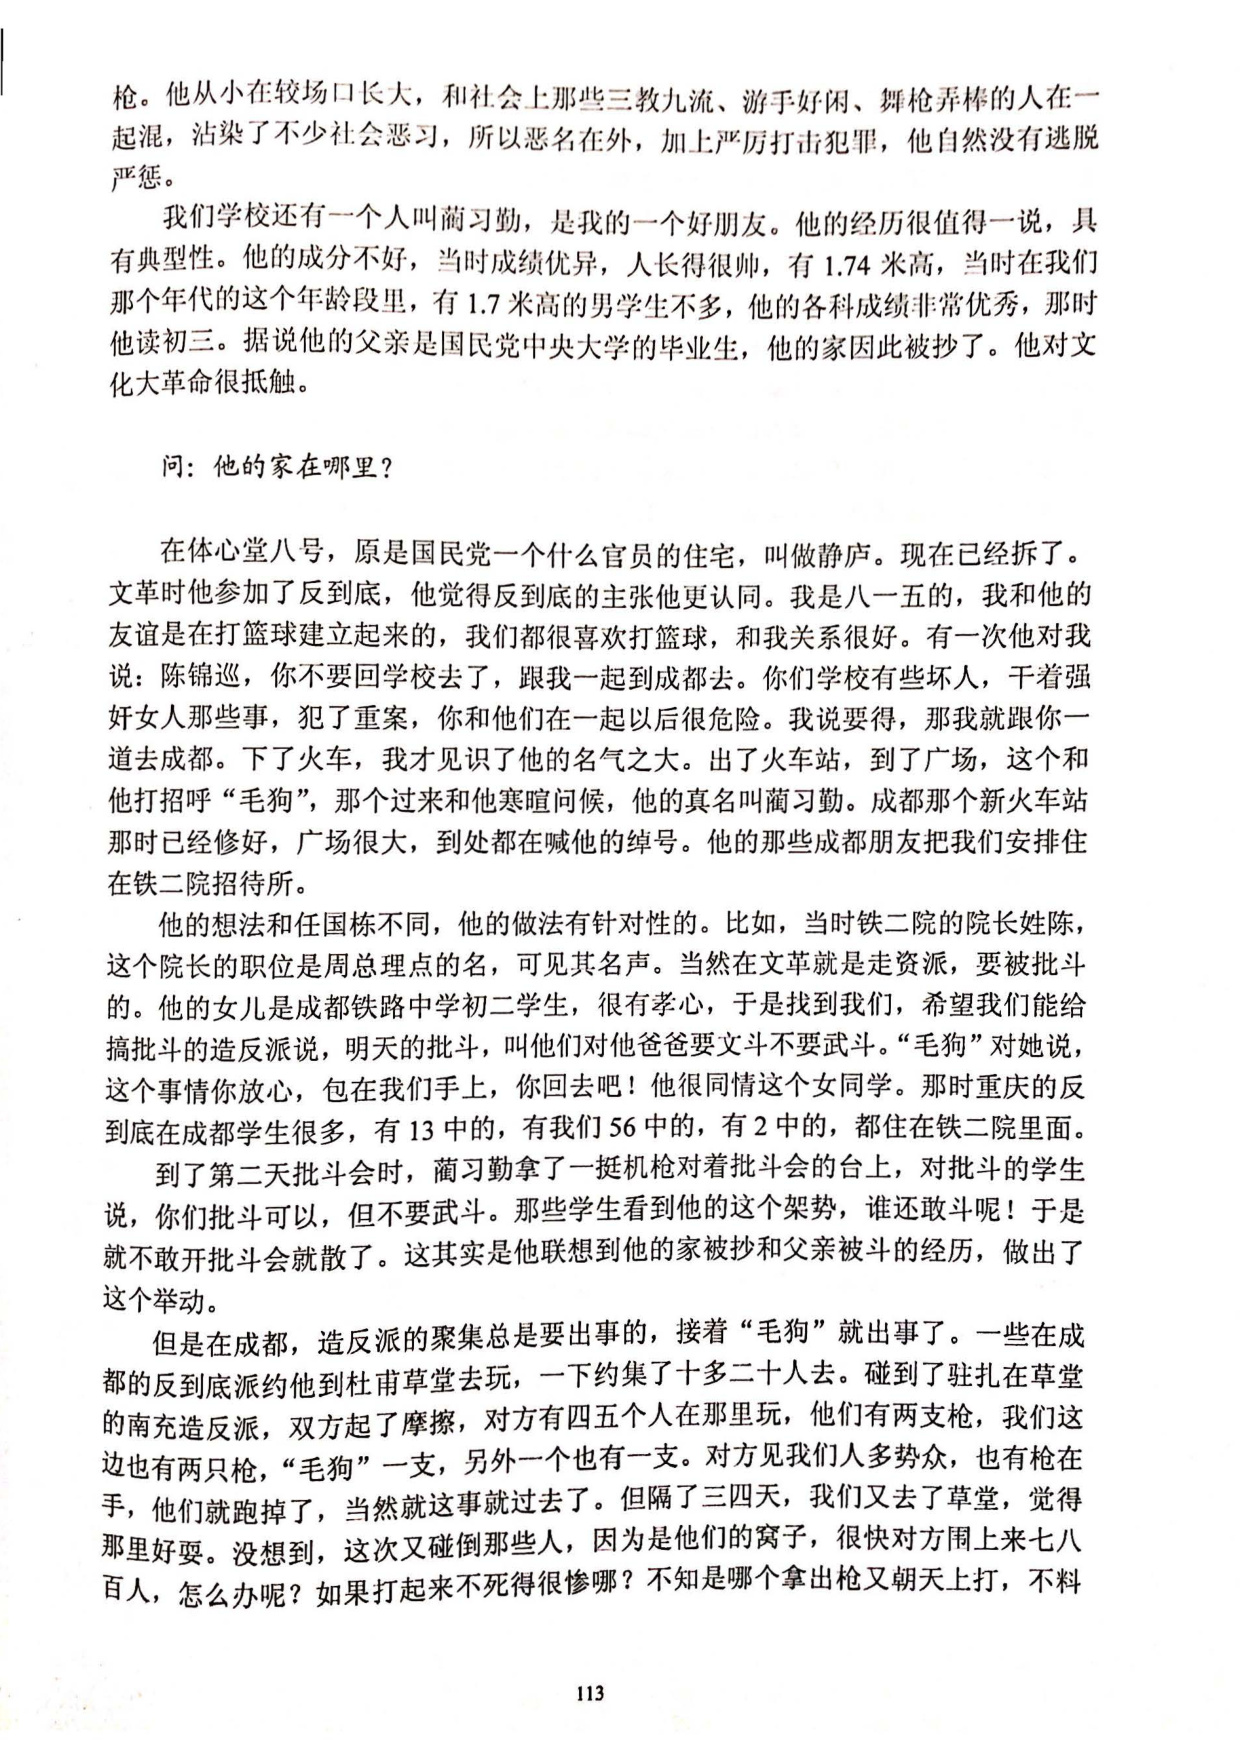 枪。他从小在较场口长大，和社会上那些三教九流、游手好闲、舞枪弄棒的人在一
起混，沾染了不少社会恶习，所以恶名在外，加上严厉打击犯罪，他自然没有逃脱
严惩。
我们学校还有一个人叫蔺习勤，是我的一个好朋友。他的经历很值得一说，具
有典型性。他的成分不好，当时成绩优异，人长得很帅，有 1.74 米高，当时在我们
那个年代的这个年龄段里，有 1.7 米高的男学生不多，他的各科成绩非常优秀，那时
他读初三。据说他的父亲是国民党中央大学的毕业生，他的家因此被抄了。他对文
化大革命很抵触。
问：他的家在哪里？
在体心堂八号，原是国民党一个什么官员的住宅，叫做静庐。现在已经拆了。
文革时他参加了反到底，他觉得反到底的主张他更认同。我是八一五的，我和他的
友谊是在打篮球建立起来的，我们都很喜欢打篮球，和我关系很好。有一次他对我
说：陈锦巡，你不要回学校去了，跟我一起到成都去。你们学校有些坏人，干着强
奸女人那些事，犯了重案，你和他们在一起以后很危险。我说要得，那我就跟你一
道去成都。下了火车，我才见识了他的名气之大。出了火车站，到了广场，这个和
他打招呼“毛狗”，那个过来和他寒暄问候，他的真名叫蔺习勤。成都那个新火车站
那时已经修好，广场很大，到处都在喊他的绰号。他的那些成都朋友把我们安排住
在铁二院招待所。
他的想法和任国栋不同，他的做法有针对性的。比如，当时铁二院的院长姓陈，
这个院长的职位是周总理点的名，可见其名声。当然在文革就是走资派，要被批斗
的。他的女儿是成都铁路中学初二学生，很有孝心，于是找到我们，希望我们能给
搞批斗的造反派说，明天的批斗，叫他们对他爸爸要文斗不要武斗。“毛狗”对她说，
这个事情你放心，包在我们手上，你回去吧！他很同情这个女同学。那时重庆的反
到底在成都学生很多，有 13 中的，有我们 56 中的，有 2 中的，都住在铁二院里面。
到了第二天批斗会时，蔺习勤拿了一挺机枪对着批斗会的台上，对批斗的学生
说，你们批斗可以，但不要武斗。那些学生看到他的这个架势，谁还敢斗呢！于是
就不敢开批斗会就散了。这其实是他联想到他的家被抄和父亲被斗的经历，做出了
这个举动。
但是在成都，造反派的聚集总是要出事的，接着“毛狗”就出事了。一些在成
都的反到底派约他到杜甫草堂去玩，一下约集了十多二十人去。碰到了驻扎在草堂
的南充造反派，双方起了摩擦，对方有四五个人在那里玩，他们有两支枪，我们这
边也有两只枪，“毛狗”一支，另外一个也有一支。对方见我们人多势众，也有枪在
手，他们就跑掉了，当然就这事就过去了。但隔了三四天，我们又去了草堂，觉得
那里好耍。没想到，这次又碰倒那些人，因为是他们的窝子，很快对方围上来七八
百人，怎么办呢？如果打起来不死得很惨哪？不知是哪个拿出枪又朝天上打，不料
113